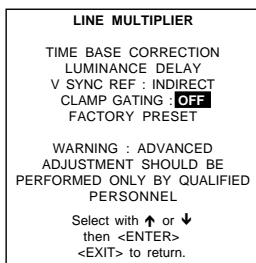 LINE MULTIPLIER
TIME BASE CORRECTION
LUMINANCE DELAY
V SYNC REF : INDIRECT
CLAMP GATING : OFF
FACTORY PRESET
WARNING : ADVANCED
ADJUSTMENT SHOULD BE
PERFORMED ONLY BY QUALIFIED
PERSONNEL
Select with ↑ or ↓
then <ENTER>
<EXIT> to return.